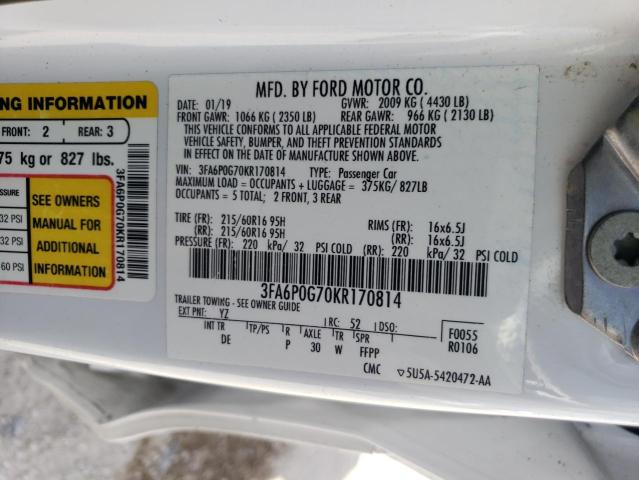 NG INFORMATION
FRONT: 2 REAR: 3
75 kg or 827 lbs.
3FA6P0G70KR170814
ESSURE
32 PSI
32 PSI
60 PSI
SEE OWNERS
MANUAL FOR
ADDITIONAL
INFORMATION
MFD. BY FORD MOTOR CO.
DATE: 01/19 GVWR: 2009 KG ( 4430 LB)
FRONT GAWR: 1066 KG ( 2350 LB) REAR GAWR: 966 KG ( 2130 LB)
THIS VEHICLE CONFORMS TO ALL APPLICABLE FEDERAL MOTOR
VEHICLE SAFETY, BUMPER, AND THEFT PREVENTION STANDARDS
IN EFFECT ON THE DATE OF MANUFACTURE SHOWN ABOVE.
VIN: 3FA6P0G70KR170814 TYPE: Passenger Car
MAXIMUM LOAD = OCCUPANTS + LUGGAGE = 375KG/ 827LB
OCCUPANTS = 5 TOTAL; 2 FRONT, 3 REAR
TIRE (FR): 215/60R16 95H RIMS (FR): 16x6.5J
(RR): 215/60R16 95H (RR): 16x6.5J
PRESSURE (FR): 220 kPa/ 32 PSI COLD (RR): 220 kPa/ 32 PSI COLD
3FA6P0G70KR170814
TRAILER TOWING - SEE OWNER GUIDE
EXT PNT: YZ RC: 52 DSO: F0055
INT TR TP/PS R AXLE TR SPR R0106
DE P 30 W FFPP
CMC ▽5U5A-5420472-AA